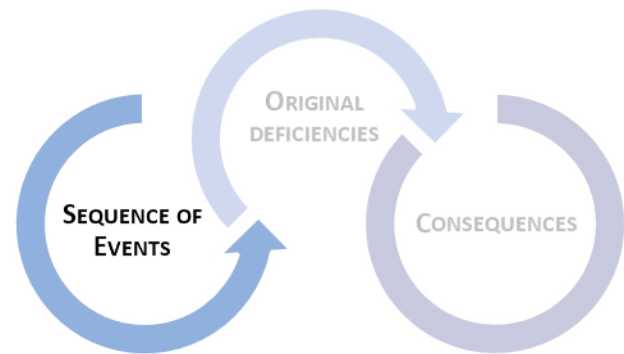 SEQUENCE OF
EVENTS
ORIGINAL
DEFICIENCIES
CONSEQUENCES